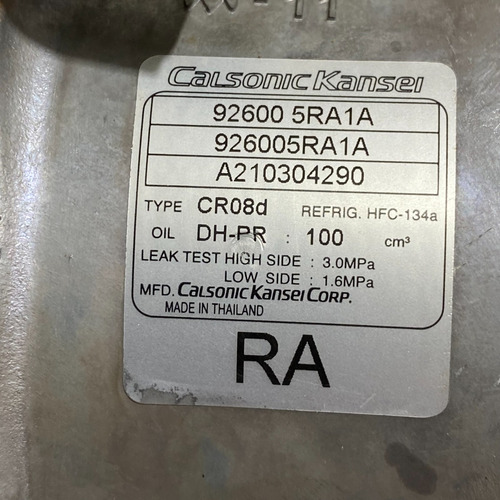 Calsonic Kansei
92600 5RA1A
926005RA1A
A210304290
TYPE CR08d REFRIG. HFC-134a
OIL DH-PR : 100 cm³
LEAK TEST HIGH SIDE : 3.0MPa
LOW SIDE : 1.6MPa
MFD. Calsonic Kansei Corp.
MADE IN THAILAND
RA